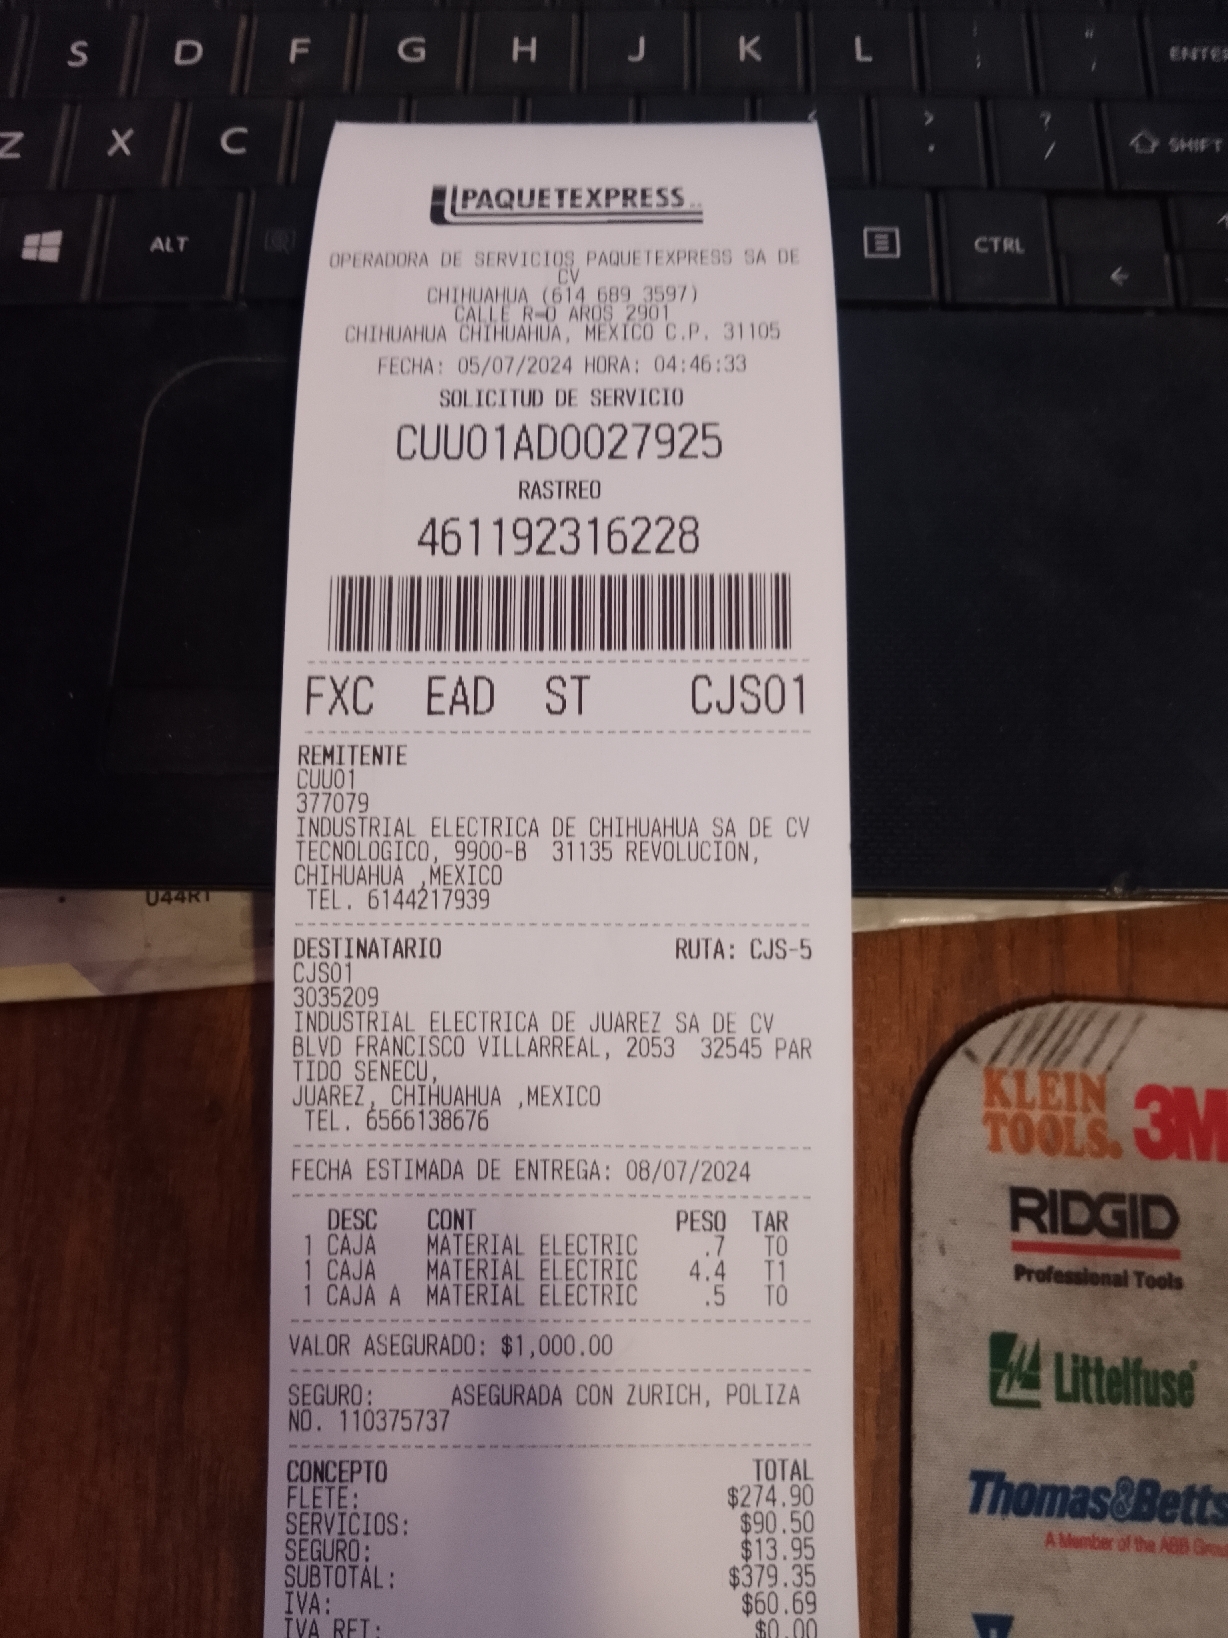 S D F G H J K L ; : " ' ENTER
Z X C < > . ? / SHIFT
ALT CTRL
PAQUETEXPRESS
OPERADORA DE SERVICIOS PAQUETEXPRESS SA DE
CV
CHIHUAHUA (614 689 3597)
CALLE R¤O AROS 2901
CHIHUAHUA CHIHUAHUA, MEXICO C.P. 31105
FECHA: 05/07/2024 HORA: 04:46:33
SOLICITUD DE SERVICIO
CUU01AD0027925
RASTREO
461192316228
FXC EAD ST CJS01
REMITENTE
CUU01
377079
INDUSTRIAL ELECTRICA DE CHIHUAHUA SA DE CV
TECNOLOGICO, 9900-B 31135 REVOLUCION,
CHIHUAHUA ,MEXICO
TEL. 6144217939
U44RT
DESTINATARIO RUTA: CJS-5
CJS01
3035209
INDUSTRIAL ELECTRICA DE JUAREZ SA DE CV
BLVD FRANCISCO VILLARREAL, 2053 32545 PAR
TIDO SENECU,
JUAREZ, CHIHUAHUA ,MEXICO
TEL. 6566138676
FECHA ESTIMADA DE ENTREGA: 08/07/2024
DESC CONT PESO TAR
1 CAJA MATERIAL ELECTRIC .7 T0
1 CAJA MATERIAL ELECTRIC 4.4 T1
1 CAJA A MATERIAL ELECTRIC .5 T0
VALOR ASEGURADO: $1,000.00
SEGURO: ASEGURADA CON ZURICH, POLIZA
NO. 110375737
CONCEPTO TOTAL
FLETE: $274.90
SERVICIOS: $90.50
SEGURO: $13.95
SUBTOTAL: $379.35
IVA: $60.69
IVA RET: $0.00
KLEIN
TOOLS.
3M
RIDGID
Professional Tools
Littelfuse
Thomas&Betts
A Member of the ABB Group